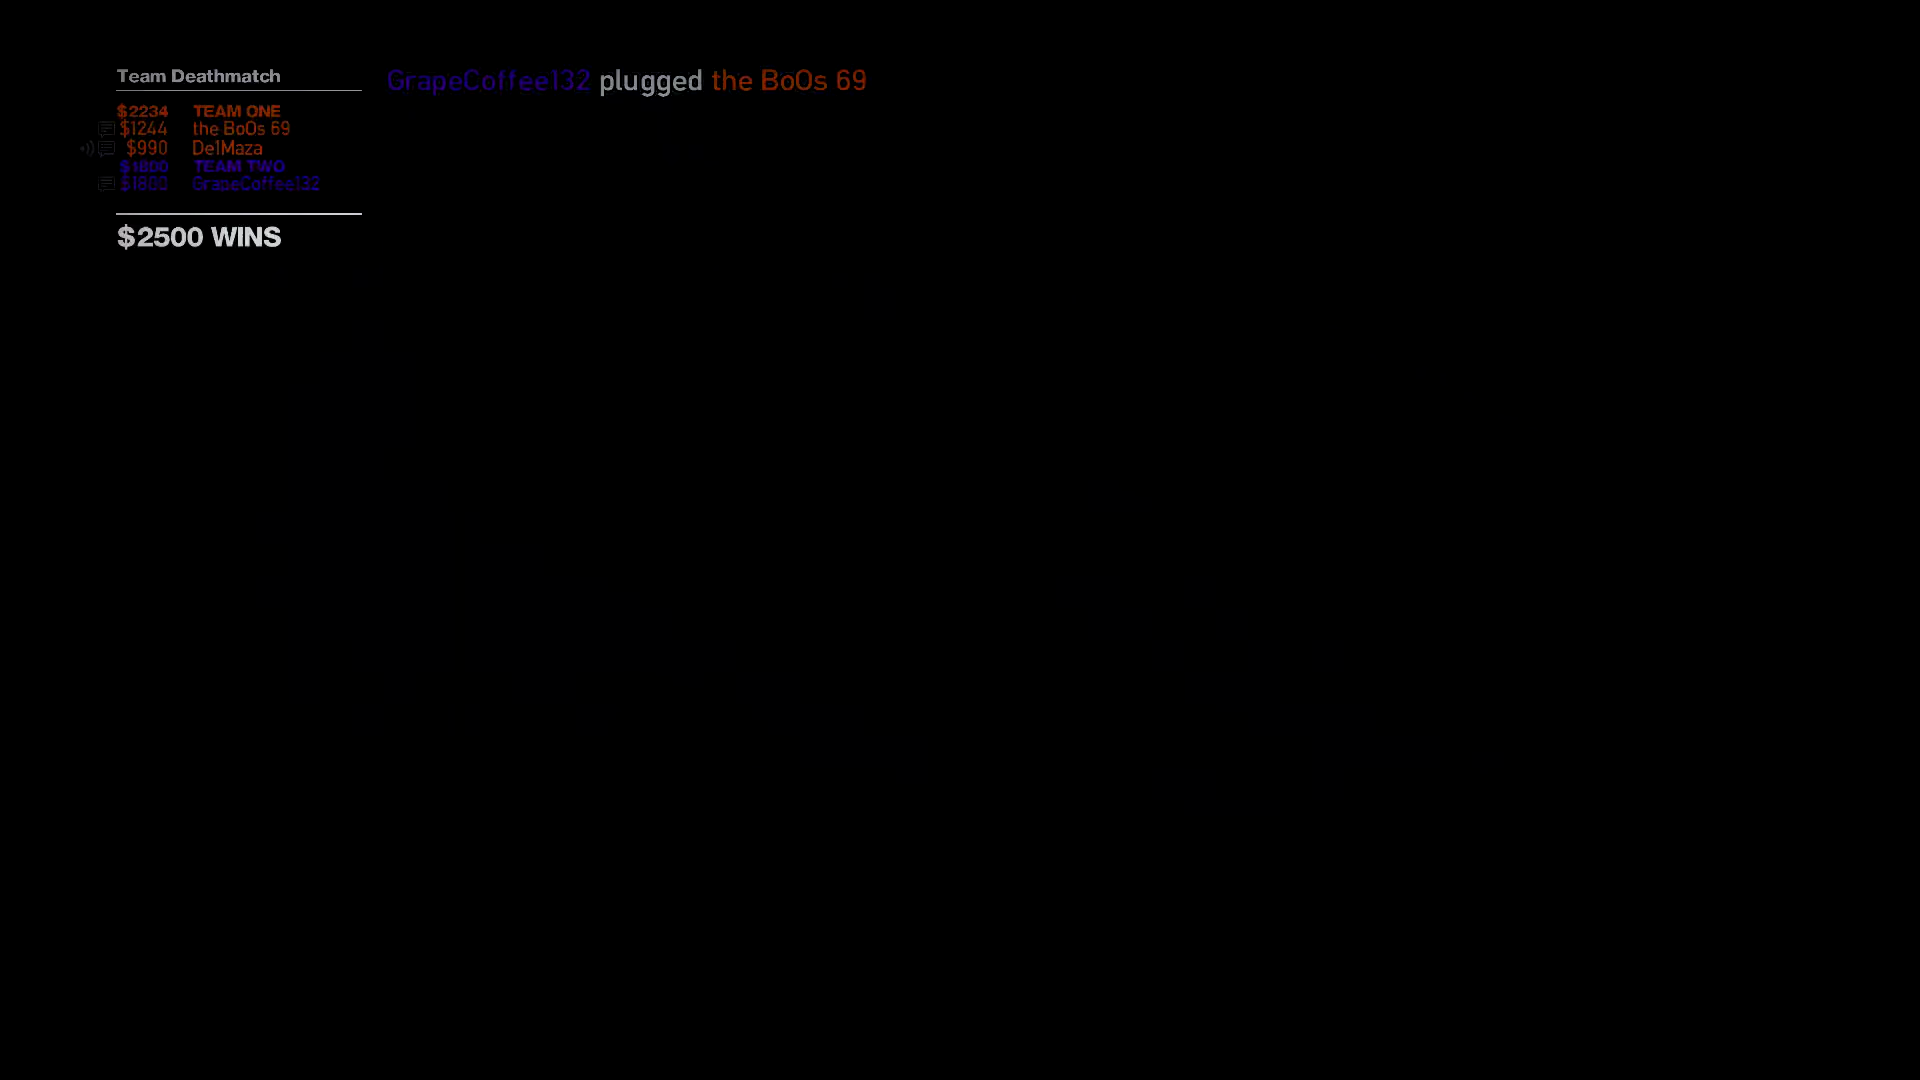 Team Deathmatch
GrapeCoffee132 plugged the BoOs 69
$2234 TEAM ONE
$1244 the BoOs 69
$990 De1Maza
$1800 TEAM TWO
$1800 GrapeCoffee132
$2500 WINS